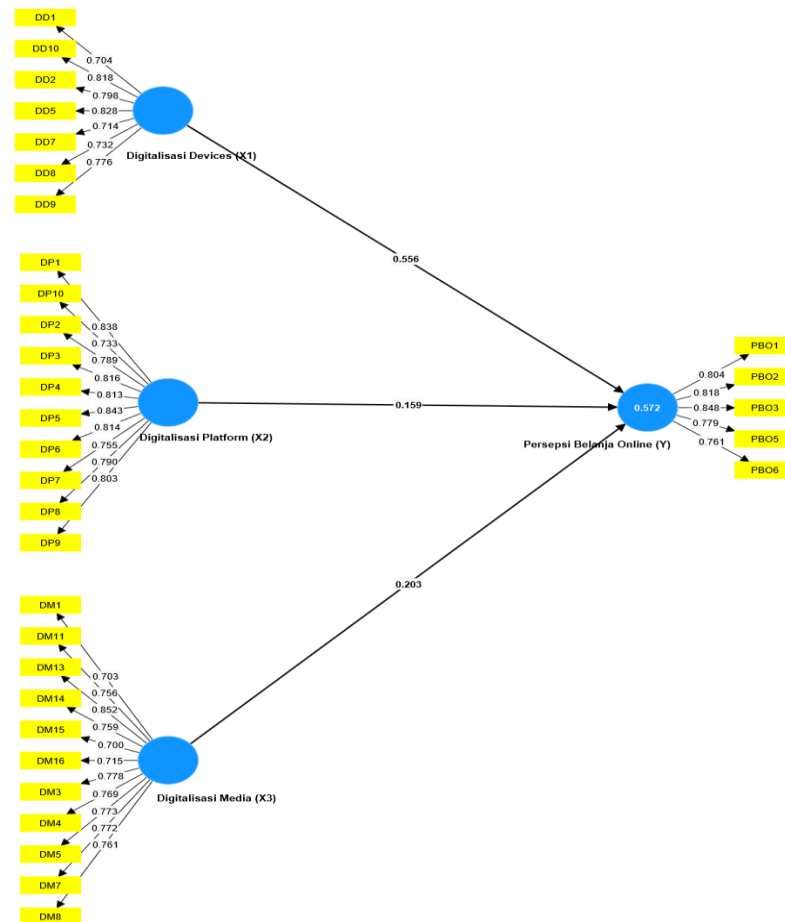 DD1
DD10
DD2
DD5
DD7
DD8
DD9
0.704
0.818
0.798
0.828
0.714
0.732
0.776
Digitalisasi Devices (X1)
0.556
DP1
DP10
DP2
DP3
DP4
DP5
DP6
DP7
DP8
DP9
0.838
0.733
0.789
0.816
0.813
0.843
0.814
0.755
0.790
0.803
Digitalisasi Platform (X2)
0.159
DM1
DM11
DM13
DM14
DM15
DM16
DM3
DM4
DM5
DM7
DM8
0.703
0.756
0.852
0.759
0.700
0.715
0.778
0.769
0.773
0.772
0.761
Digitalisasi Media (X3)
0.203
0.572
Persepsi Belanja Online (Y)
0.804
0.818
0.848
0.779
0.761
PBO1
PBO2
PBO3
PBO5
PBO6